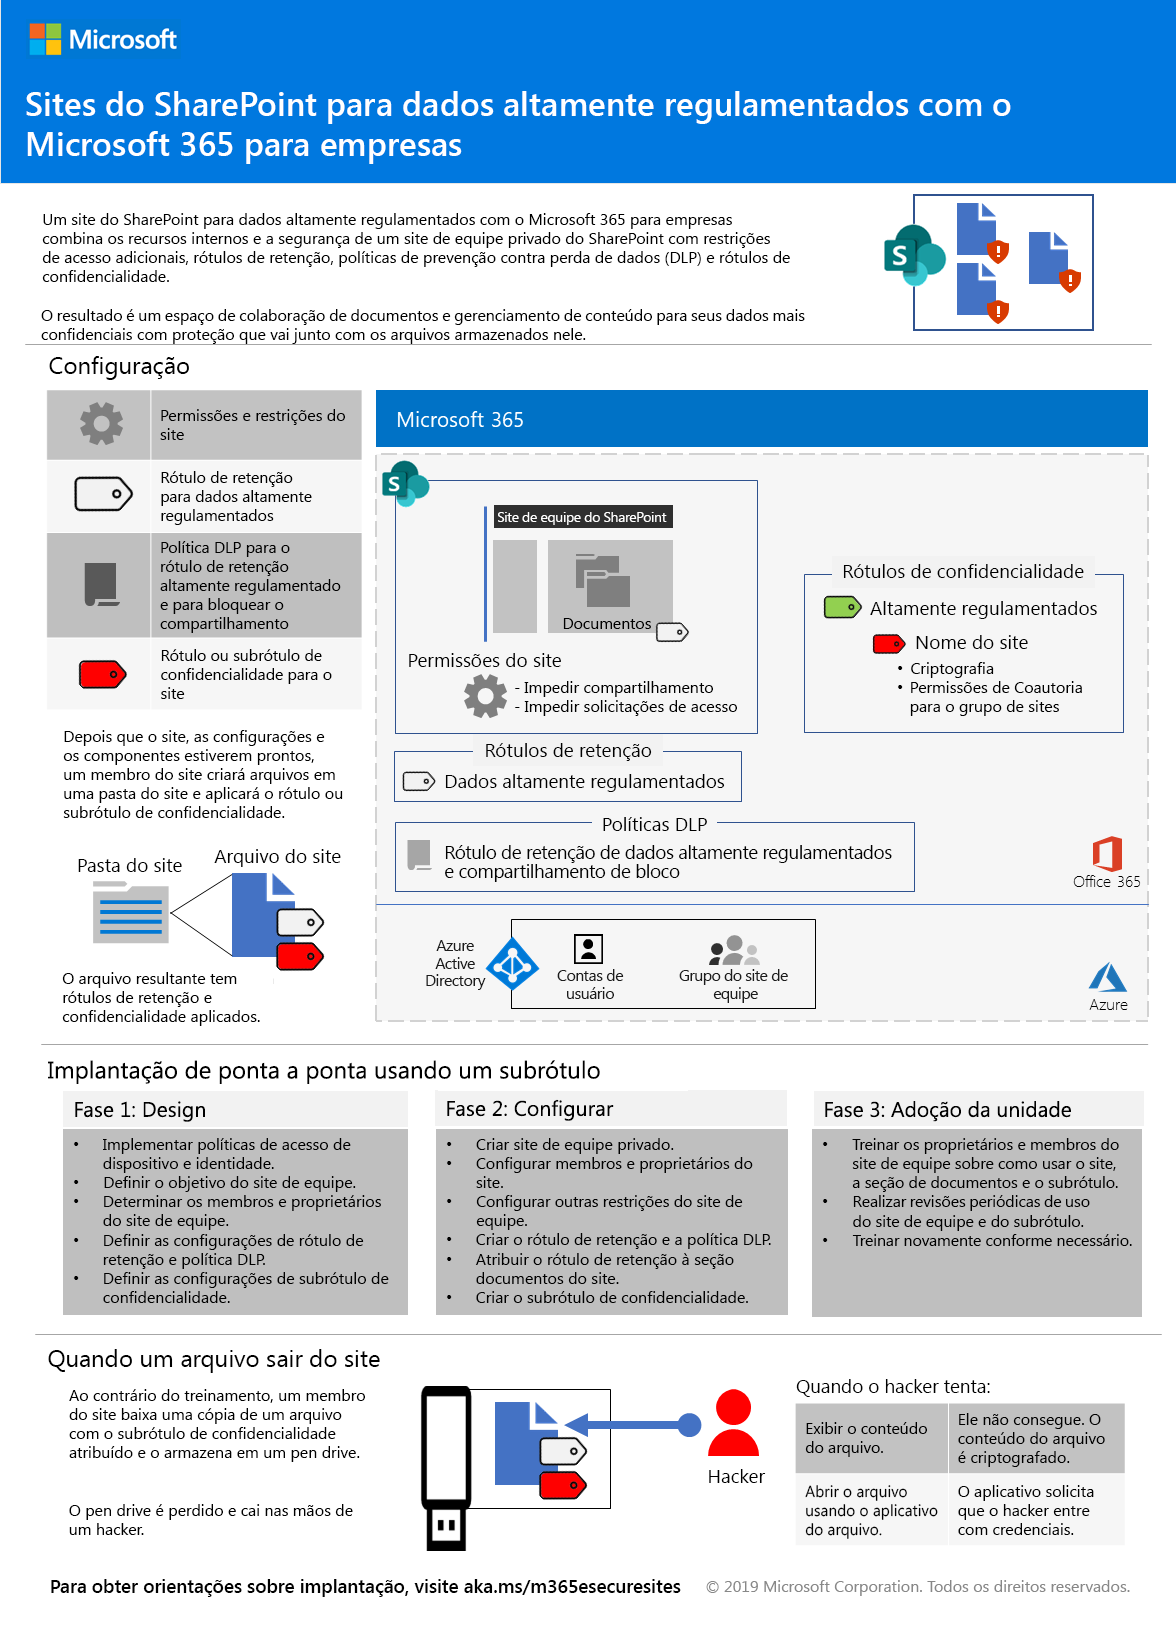 Microsoft
Sites do SharePoint para dados altamente regulamentados com o
Microsoft 365 para empresas
Um site do SharePoint para dados altamente regulamentados com o Microsoft 365 para empresas
combina os recursos internos e a segurança de um site de equipe privado do SharePoint com restrições
de acesso adicionais, rótulos de retenção, políticas de prevenção contra perda de dados (DLP) e rótulos de
confidencialidade.
O resultado é um espaço de colaboração de documentos e gerenciamento de conteúdo para seus dados mais
confidenciais com proteção que vai junto com os arquivos armazenados nele.
S
Configuração
Permissões e restrições do
site
Rótulo de retenção
para dados altamente
regulamentados
Política DLP para o
rótulo de retenção
altamente regulamentado
e para bloquear o
compartilhamento
Rótulo ou subrótulo de
confidencialidade para o
site
Depois que o site, as configurações e
os componentes estiverem prontos,
um membro do site criará arquivos em
uma pasta do site e aplicará o rótulo ou
subrótulo de confidencialidade.
Pasta do site
Arquivo do site
O arquivo resultante tem
rótulos de retenção e
confidencialidade aplicados.
Microsoft 365
S
Site de equipe do SharePoint
Documentos
Permissões do site
- Impedir compartilhamento
- Impedir solicitações de acesso
Rótulos de confidencialidade
Altamente regulamentados
Nome do site
• Criptografia
• Permissões de Coautoria
para o grupo de sites
Rótulos de retenção
Dados altamente regulamentados
Políticas DLP
Rótulo de retenção de dados altamente regulamentados
e compartilhamento de bloco
Office 365
Azure
Active
Directory
Contas de
usuário
Grupo do site de
equipe
Azure
Implantação de ponta a ponta usando um subrótulo
Fase 1: Design
• Implementar políticas de acesso de
dispositivo e identidade.
• Definir o objetivo do site de equipe.
• Determinar os membros e proprietários
do site de equipe.
• Definir as configurações de rótulo de
retenção e política DLP.
• Definir as configurações de subrótulo de
confidencialidade.
Fase 2: Configurar
• Criar site de equipe privado.
• Configurar membros e proprietários do
site.
• Configurar outras restrições do site de
equipe.
• Criar o rótulo de retenção e a política DLP.
• Atribuir o rótulo de retenção à seção
documentos do site.
• Criar o subrótulo de confidencialidade.
Fase 3: Adoção da unidade
• Treinar os proprietários e membros do
site de equipe sobre como usar o site,
a seção de documentos e o subrótulo.
• Realizar revisões periódicas de uso
do site de equipe e do subrótulo.
• Treinar novamente conforme necessário.
Quando um arquivo sair do site
Ao contrário do treinamento, um membro
do site baixa uma cópia de um arquivo
com o subrótulo de confidencialidade
atribuído e o armazena em um pen drive.
O pen drive é perdido e cai nas mãos de
um hacker.
Hacker
Quando o hacker tenta:
Exibir o conteúdo
do arquivo.
Ele não consegue. O
conteúdo do arquivo
é criptografado.
Abrir o arquivo
usando o aplicativo
do arquivo.
O aplicativo solicita
que o hacker entre
com credenciais.
Para obter orientações sobre implantação, visite aka.ms/m365esecuresites
© 2019 Microsoft Corporation. Todos os direitos reservados.